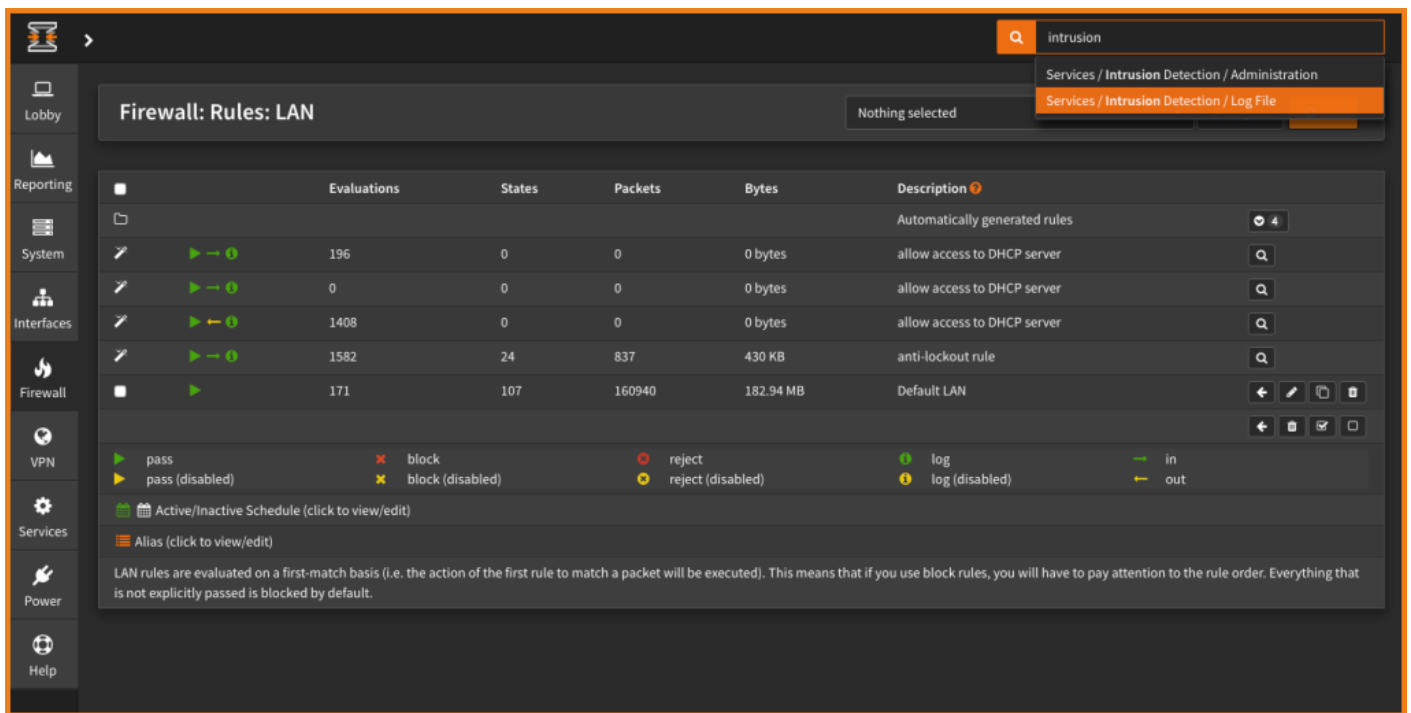 intrusion
Services / Intrusion Detection / Administration
Services / Intrusion Detection / Log File
Lobby
Reporting
System
Interfaces
Firewall
VPN
Services
Power
Help
Firewall: Rules: LAN
Nothing selected
Evaluations States Packets Bytes Description
Automatically generated rules 4
196 0 0 0 bytes allow access to DHCP server
0 0 0 0 bytes allow access to DHCP server
1408 0 0 0 bytes allow access to DHCP server
1582 24 837 430 KB anti-lockout rule
171 107 160940 182.94 MB Default LAN
pass block reject log in
pass (disabled) block (disabled) reject (disabled) log (disabled) out
Active/Inactive Schedule (click to view/edit)
Alias (click to view/edit)
LAN rules are evaluated on a first-match basis (i.e. the action of the first rule to match a packet will be executed). This means that if you use block rules, you will have to pay attention to the rule order. Everything that
is not explicitly passed is blocked by default.